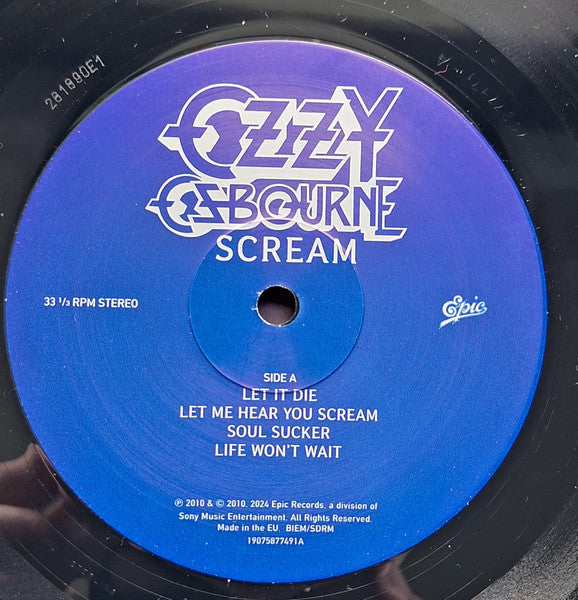 281890E1
OZZY
OSBOURNE
SCREAM
33 ⅓ RPM STEREO
Epic
SIDE A
LET IT DIE
LET ME HEAR YOU SCREAM
SOUL SUCKER
LIFE WON'T WAIT
℗ 2010 & © 2010, 2024 Epic Records, a division of
Sony Music Entertainment. All Rights Reserved.
Made in the EU. BIEM/SDRM
19075877491A